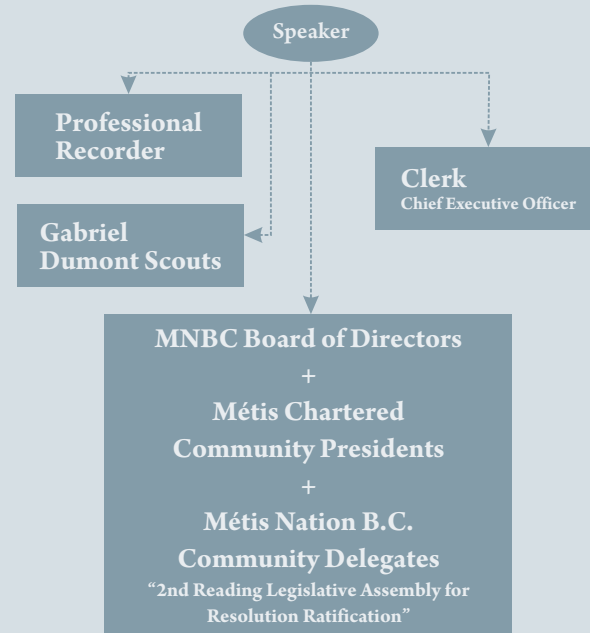 Speaker
Professional
Recorder
Clerk
Chief Executive Officer
Gabriel
Dumont Scouts
MNBC Board of Directors
+
Métis Chartered
Community Presidents
+
Métis Nation B.C.
Community Delegates
“2nd Reading Legislative Assembly for
Resolution Ratification”